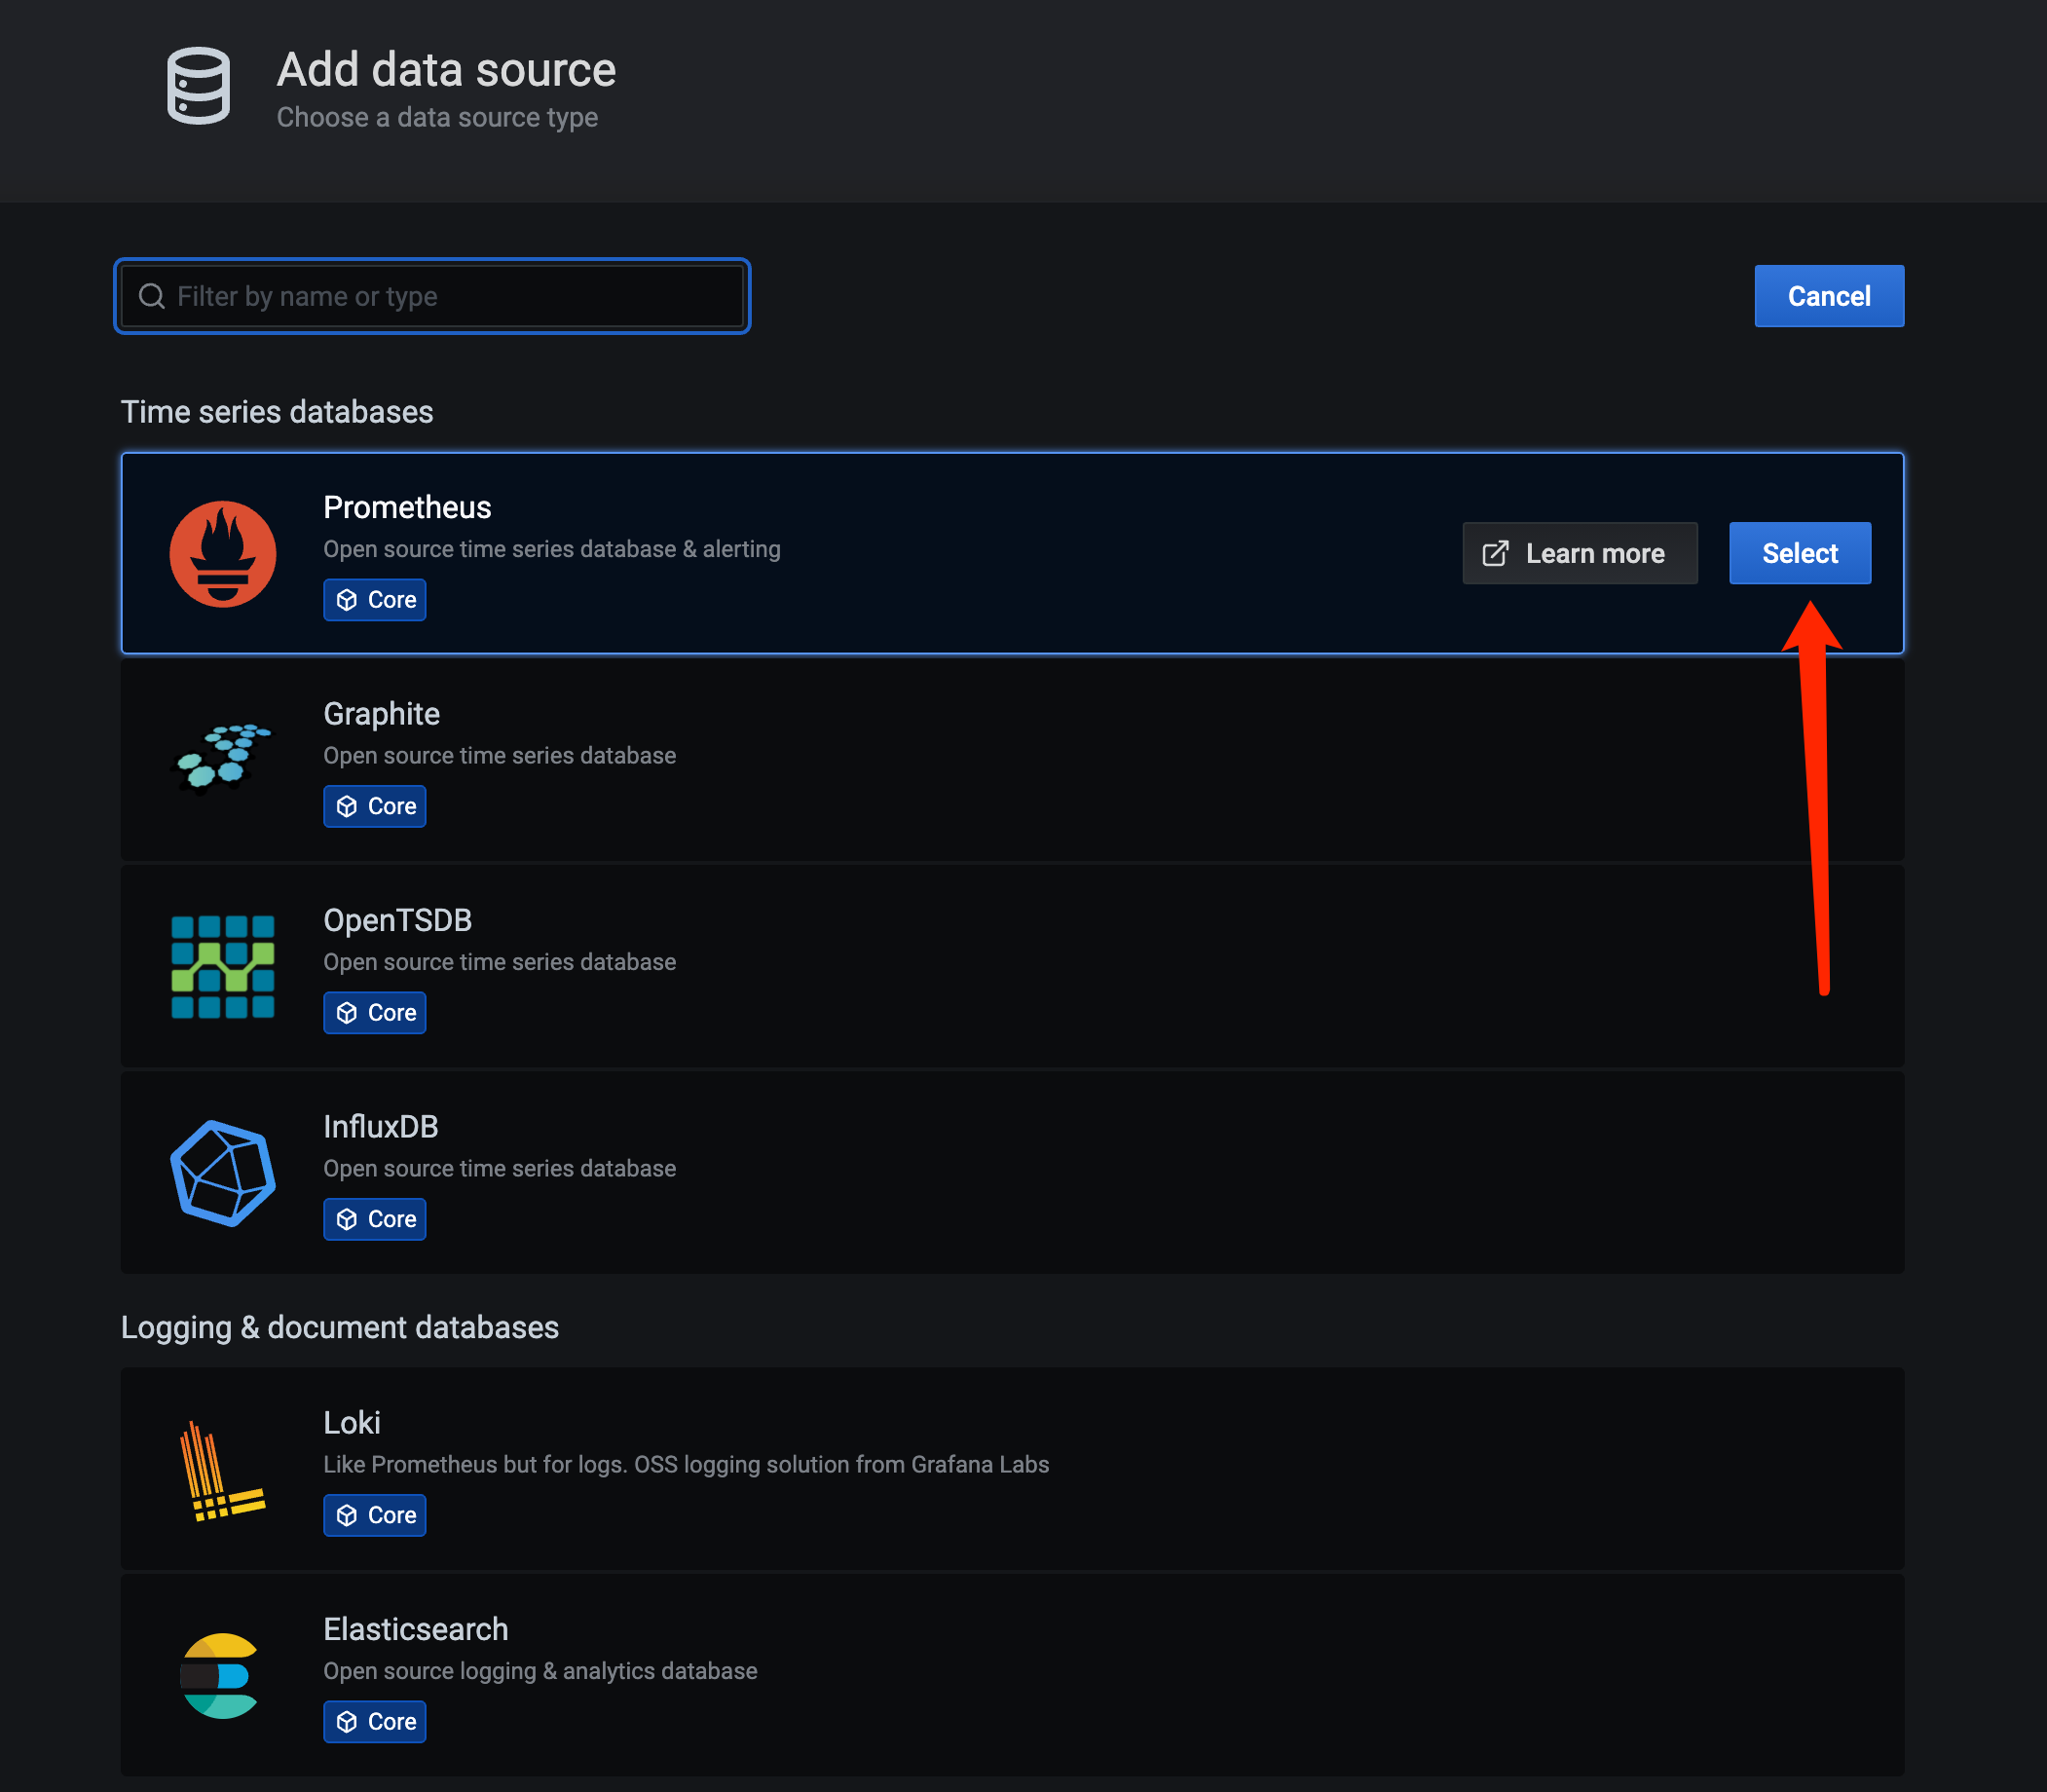 Add data source
Choose a data source type
Filter by name or type
Cancel
Time series databases
Prometheus
Open source time series database & alerting
Core
Learn more
Select
Graphite
Open source time series database
Core
OpenTSDB
Open source time series database
Core
InfluxDB
Open source time series database
Core
Logging & document databases
Loki
Like Prometheus but for logs. OSS logging solution from Grafana Labs
Core
Elasticsearch
Open source logging & analytics database
Core